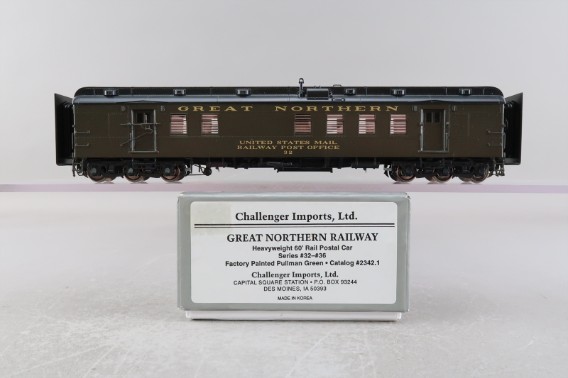 GREAT NORTHERN
UNITED STATES MAIL
RAILWAY POST OFFICE
32
Challenger Imports, Ltd.
GREAT NORTHERN RAILWAY
Heavyweight 60' Rail Postal Car
Series #32–#36
Factory Painted Pullman Green • Catalog #2342.1
Challenger Imports, Ltd.
CAPITAL SQUARE STATION • P.O. BOX 93244
DES MOINES, IA 50393
MADE IN KOREA